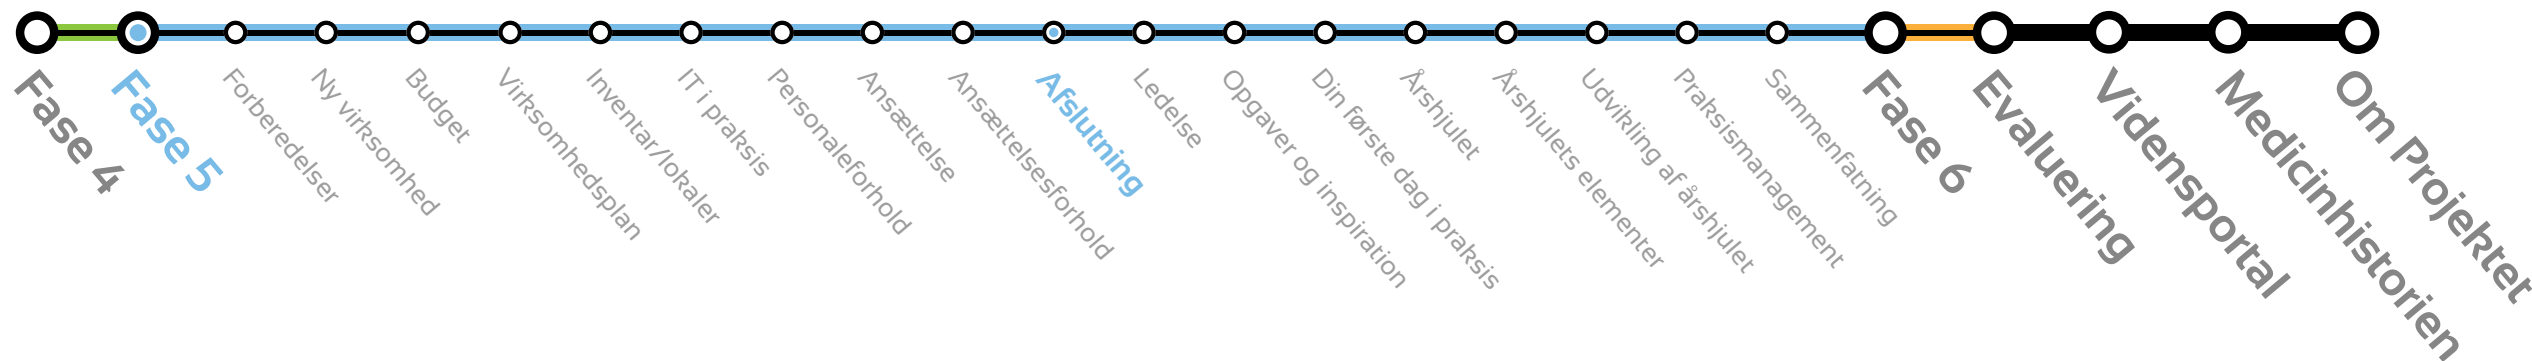 Fase 4
Fase 5
Forberedelser
Ny virksomhed
Budget
Virksomhedsplan
Inventar/lokaler
IT i praksis
Personaleforhold
Ansættelse
Ansættelsesforhold
Afslutning
Ledelse
Opgaver og inspiration
Din første dag i praksis
Årshjulet
Årshjulets elementer
Udvikling af årshjulet
Praksismanagement
Sammenfatning
Fase 6
Evaluering
Vidensportal
Medicinhistorien
Om Projektet